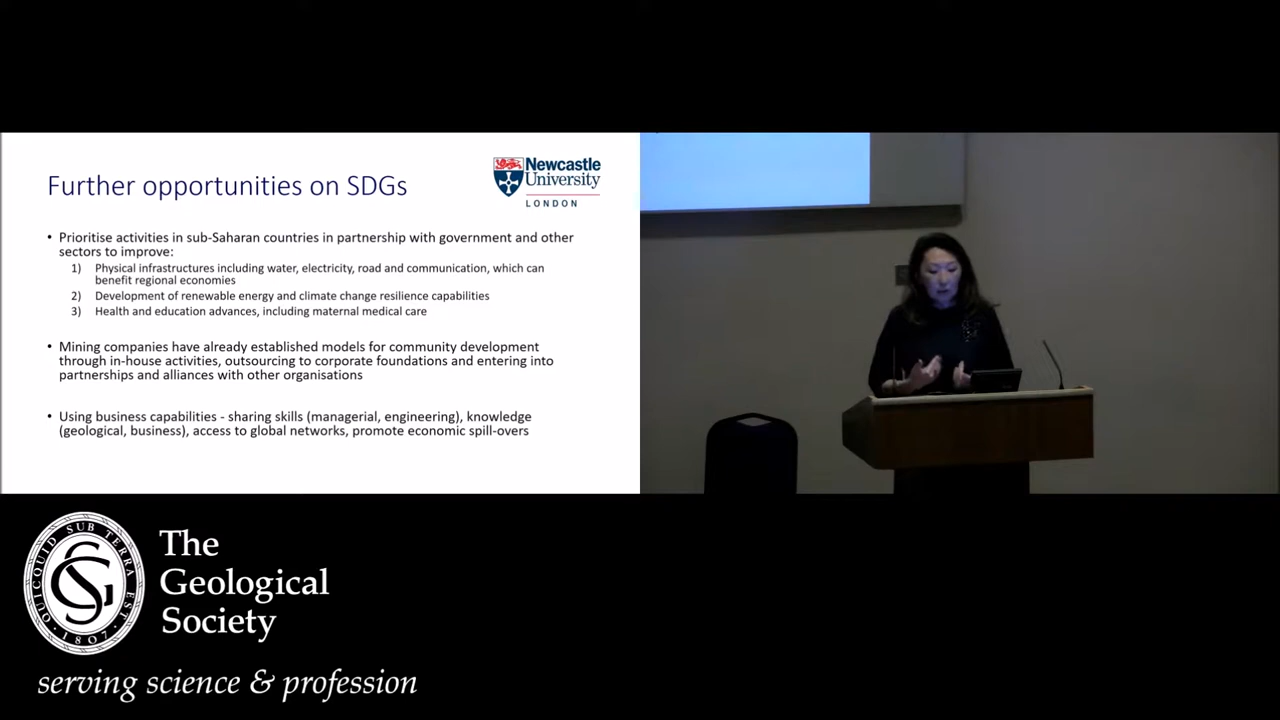 Further opportunities on SDGs
Newcastle
University
LONDON
• Prioritise activities in sub-Saharan countries in partnership with government and other
sectors to improve:
1) Physical infrastructures including water, electricity, road and communication, which can
benefit regional economies
2) Development of renewable energy and climate change resilience capabilities
3) Health and education advances, including maternal medical care
• Mining companies have already established models for community development
through in-house activities, outsourcing to corporate foundations and entering into
partnerships and alliances with other organisations
• Using business capabilities - sharing skills (managerial, engineering), knowledge
(geological, business), access to global networks, promote economic spill-overs
QUICQUID SUB TERRA EST
·1807·
The
Geological
Society
serving science & profession